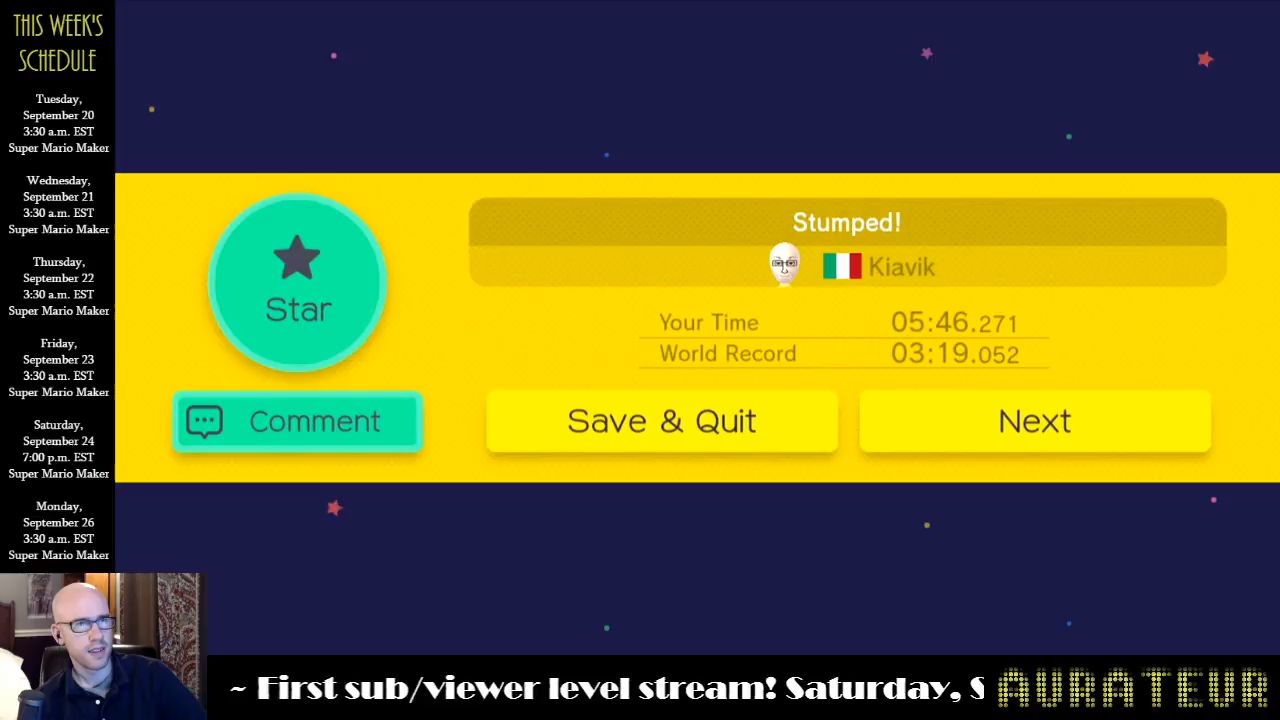 THIS WEEK'S
SCHEDULE
Tuesday,
September 20
3:30 a.m. EST
Super Mario Maker
Wednesday,
September 21
3:30 a.m. EST
Super Mario Maker
Thursday,
September 22
3:30 a.m. EST
Super Mario Maker
Friday,
September 23
3:30 a.m. EST
Super Mario Maker
Saturday,
September 24
7:00 p.m. EST
Super Mario Maker
Monday,
September 26
3:30 a.m. EST
Super Mario Maker
Star
Comment
Stumped!
Kiavik
Your Time 05:46.271
World Record 03:19.052
Save & Quit
Next
~ First sub/viewer level stream! Saturday, S
AURATEUR